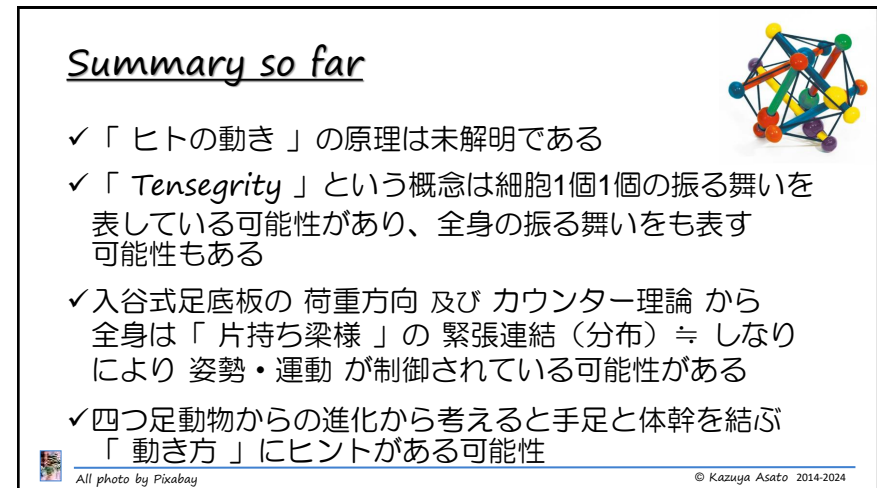 Summary so far
✓「 ヒトの動き 」の原理は未解明である
✓「 Tensegrity 」という概念は細胞1個1個の振る舞いを
表している可能性があり、全身の振る舞いをも表す
可能性もある
✓入谷式足底板の 荷重方向 及び カウンター理論 から
全身は「 片持ち梁様 」の 緊張連結（分布）≒ しなり
により 姿勢・運動 が制御されている可能性がある
✓四つ足動物からの進化から考えると手足と体幹を結ぶ
「 動き方 」にヒントがある可能性
All photo by Pixabay
© Kazuya Asato 2014-2024